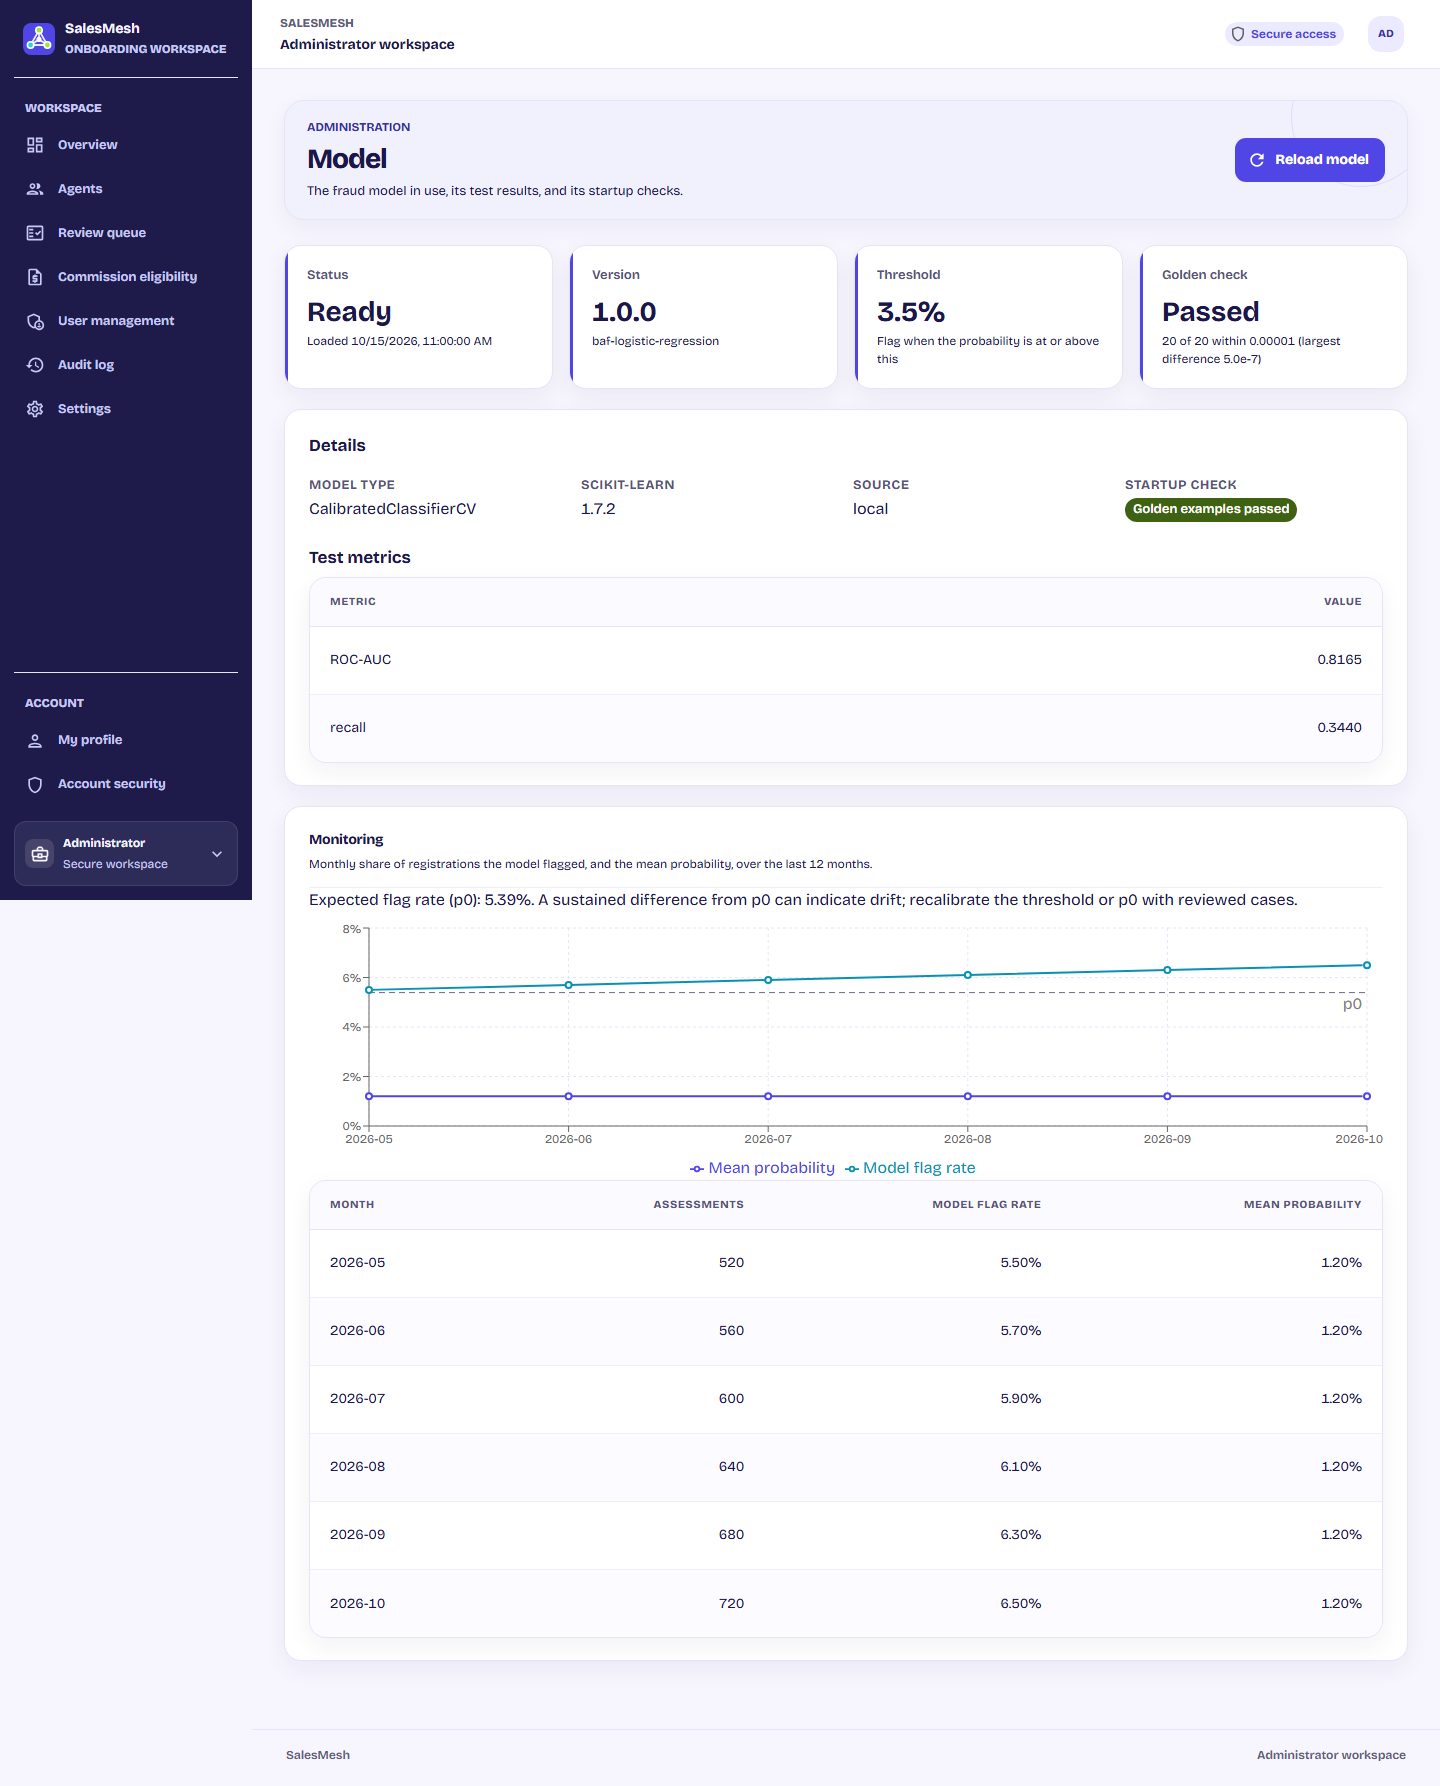 SalesMesh
ONBOARDING WORKSPACE
WORKSPACE
Overview
Agents
Review queue
Commission eligibility
User management
Audit log
Settings
ACCOUNT
My profile
Account security
Administrator
Secure workspace
SALESMESH
Administrator workspace
Secure access
AD
ADMINISTRATION
Model
The fraud model in use, its test results, and its startup checks.
Reload model
Status
Ready
Loaded 10/15/2026, 11:00:00 AM
Version
1.0.0
baf-logistic-regression
Threshold
3.5%
Flag when the probability is at or above
this
Golden check
Passed
20 of 20 within 0.00001 (largest
difference 5.0e-7)
Details
MODEL TYPE
CalibratedClassifierCV
SCIKIT-LEARN
1.7.2
SOURCE
local
STARTUP CHECK
Golden examples passed
Test metrics
METRIC VALUE
ROC-AUC 0.8165
recall 0.3440
Monitoring
Monthly share of registrations the model flagged, and the mean probability, over the last 12 months.
Expected flag rate (p0): 5.39%. A sustained difference from p0 can indicate drift; recalibrate the threshold or p0 with reviewed cases.
8%
6%
p0
4%
2%
0%
2026-05 2026-06 2026-07 2026-08 2026-09 2026-10
Mean probability Model flag rate
MONTH ASSESSMENTS MODEL FLAG RATE MEAN PROBABILITY
2026-05 520 5.50% 1.20%
2026-06 560 5.70% 1.20%
2026-07 600 5.90% 1.20%
2026-08 640 6.10% 1.20%
2026-09 680 6.30% 1.20%
2026-10 720 6.50% 1.20%
SalesMesh
Administrator workspace